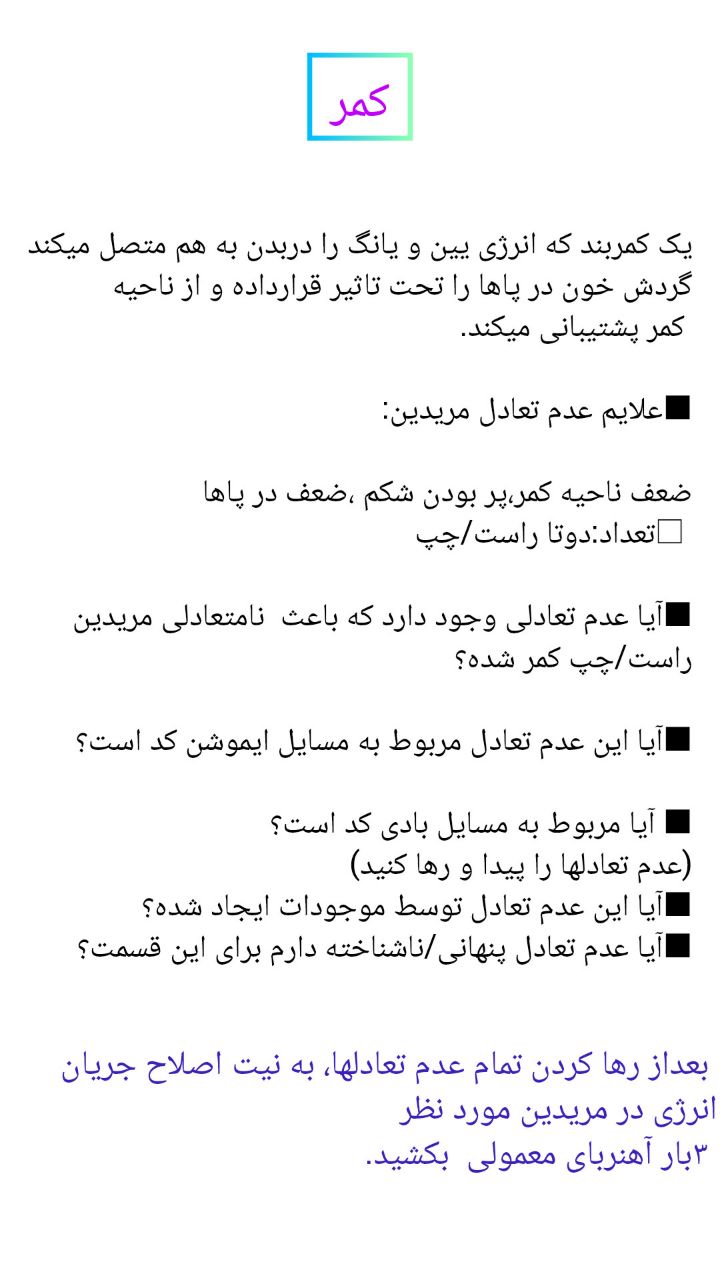 کمر
یک کمربند که انرژی یین و یانگ را دربدن به هم متصل میکند
گردش خون در پاها را تحت تاثیر قرارداده و از ناحیه
کمر پشتیبانی میکند.
■علایم عدم تعادل مریدین:
ضعف ناحیه کمر،پر بودن شکم ،ضعف در پاها
□تعداد:دوتا راست/چپ
■آیا عدم تعادلی وجود دارد که باعث نامتعادلی مریدین
راست/چپ کمر شده؟
■آیا این عدم تعادل مربوط به مسایل ایموشن کد است؟
■ آیا مربوط به مسایل بادی کد است؟
(عدم تعادلها را پیدا و رها کنید)
■آیا این عدم تعادل توسط موجودات ایجاد شده؟
■آیا عدم تعادل پنهانی/ناشناخته دارم برای این قسمت؟
بعداز رها کردن تمام عدم تعادلها، به نیت اصلاح جریان
انرژی در مریدین مورد نظر
۳بار آهنربای معمولی بکشید.